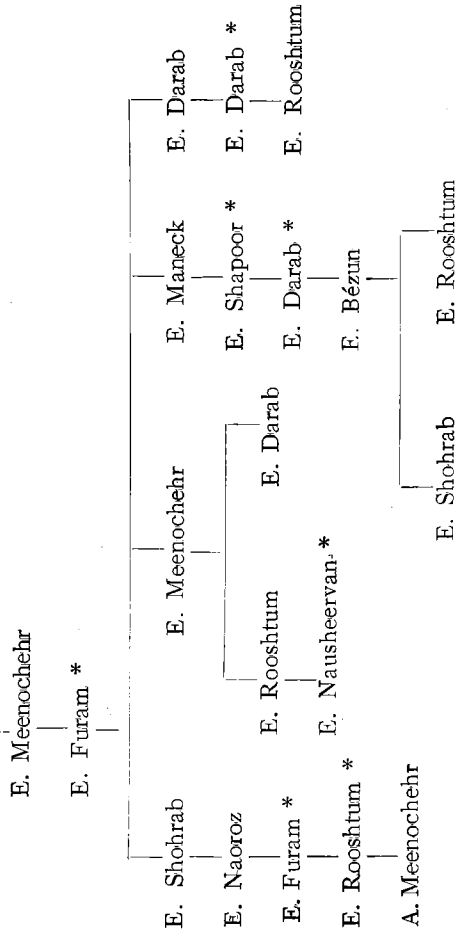 E. Meenochehr
E. Furam *
E. Shohrab E. Meenochehr E. Maneck E. Darab
E. Naoroz E. Shapoor * E. Darab *
E. Rooshtum E. Darab
E. Furam * E. Darab * E. Rooshtum
E. Nausheervan *
E. Rooshtum * F. Bézun
A. Meenochehr
E. Shohrab E. Rooshtum